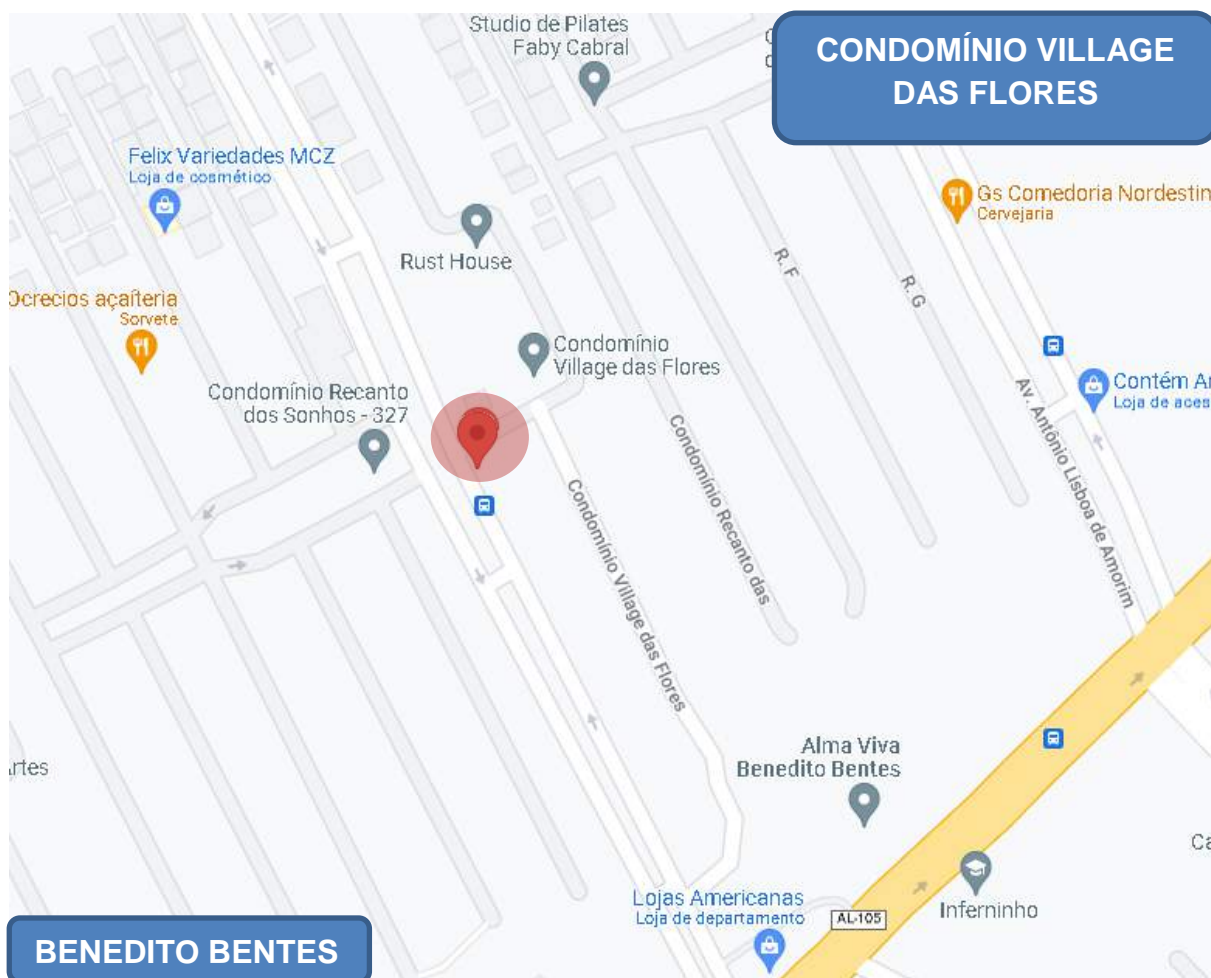 Studio de Pilates
Faby Cabral
CONDOMÍNIO VILLAGE
DAS FLORES
Felix Variedades MCZ
Loja de cosmético
Gs Comedoria Nordestin
Cervejaria
Rust House
R. F
R. G
Ocrecios açaíteria
Sorvete
Condomínio
Village das Flores
Condomínio Recanto
dos Sonhos - 327
Contém
Loja de aces
Av. Antônio Lisboa de Amorim
Condomínio Recanto das
Condomínio Village das Flores
Alma Viva
Benedito Bentes
rtes
Ca
Lojas Americanas
Loja de departamento
AL-105
Inferninho
BENEDITO BENTES